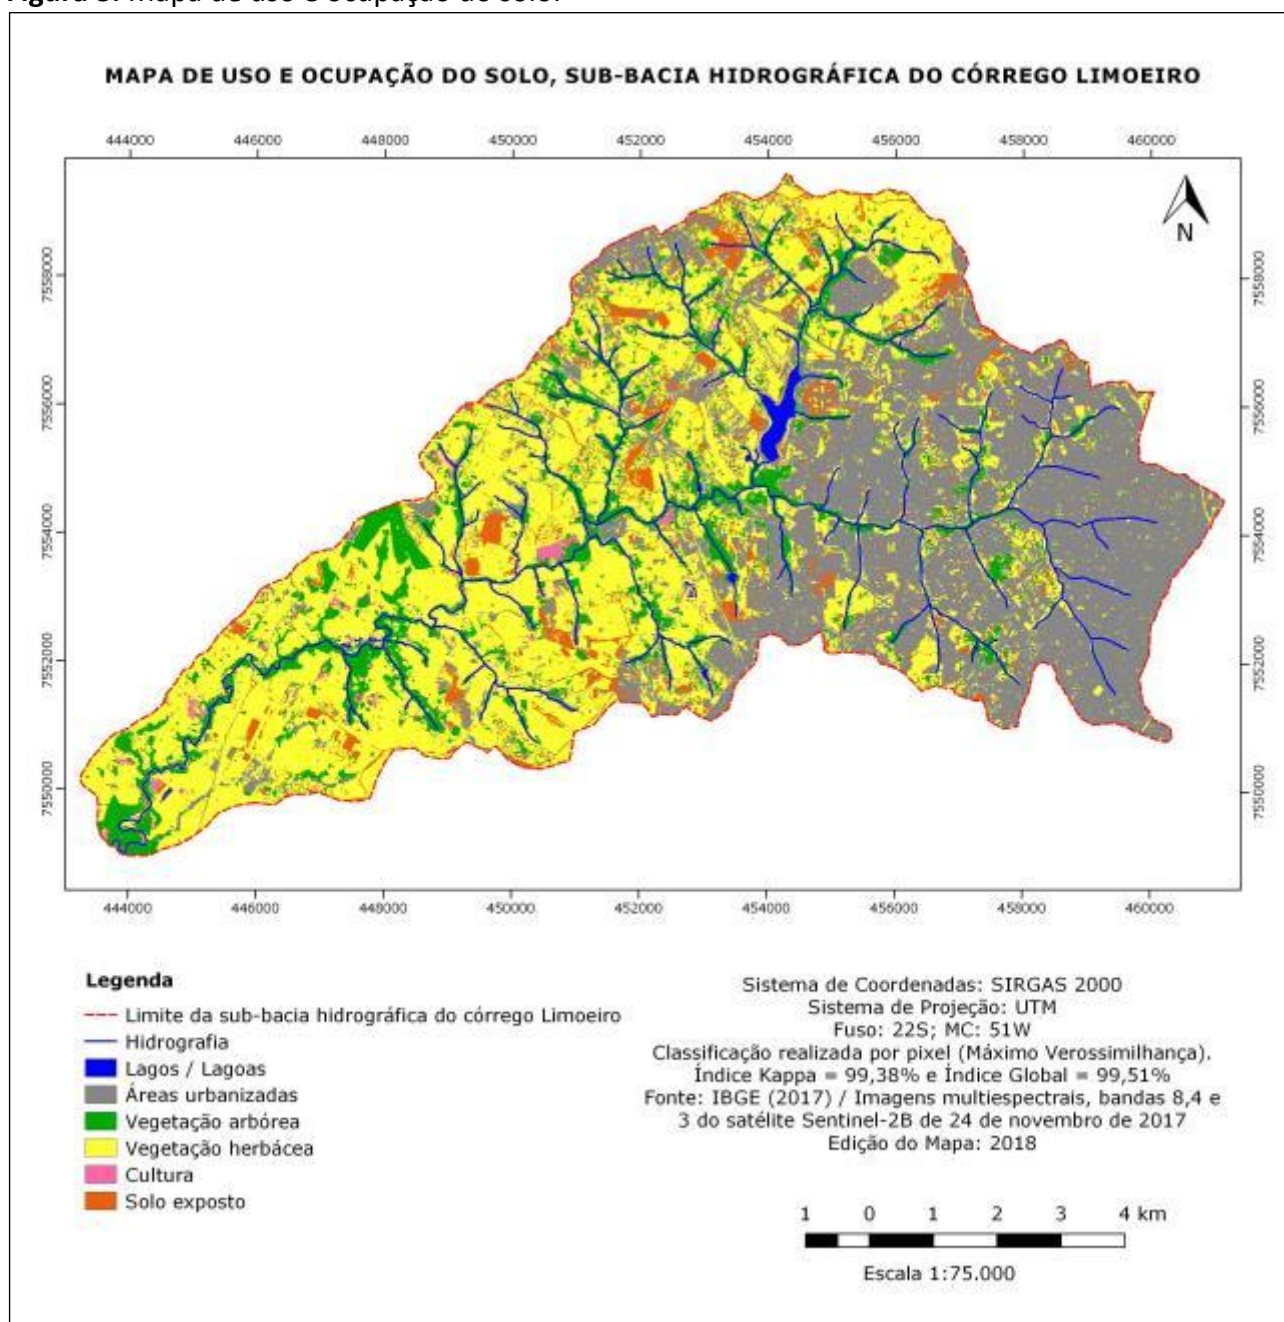 Figura 3. Mapa de uso e ocupação do solo.
MAPA DE USO E OCUPAÇÃO DO SOLO, SUB-BACIA HIDROGRÁFICA DO CÓRREGO LIMOEIRO
444000 446000 448000 450000 452000 454000 456000 458000 460000
N
7558000 7558000
7556000 7556000
7554000 7554000
7552000 7552000
7550000 7550000
444000 446000 448000 450000 452000 454000 456000 458000 460000
Legenda
Limite da sub-bacia hidrográfica do córrego Limoeiro
Hidrografia
Lagos / Lagoas
Áreas urbanizadas
Vegetação arbórea
Vegetação herbácea
Cultura
Solo exposto
Sistema de Coordenadas: SIRGAS 2000
Sistema de Projeção: UTM
Fuso: 22S; MC: 51W
Classificação realizada por pixel (Máximo Verossimilhança).
Índice Kappa = 99,38% e Índice Global = 99,51%
Fonte: IBGE (2017) / Imagens multiespectrais, bandas 8,4 e
3 do satélite Sentinel-2B de 24 de novembro de 2017
Edição do Mapa: 2018
1 0 1 2 3 4 km
Escala 1:75.000